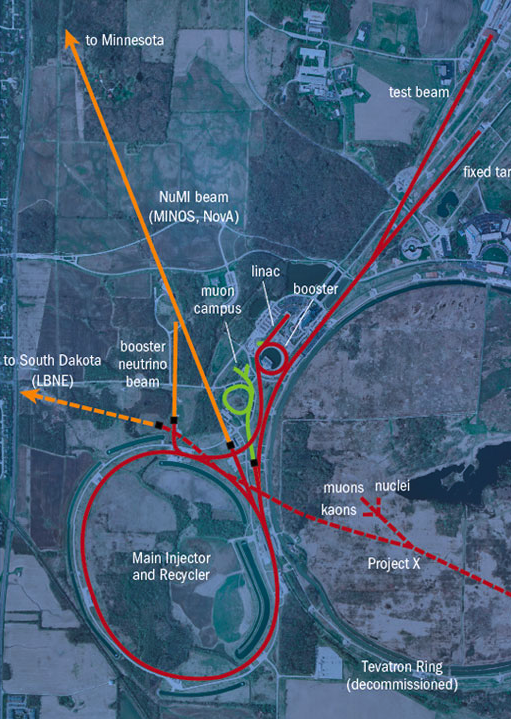 to Minnesota
test beam
fixed tar
NuMI beam
(MINOS, NovA)
linac
booster
muon
campus
booster
neutrino
beam
to South Dakota
(LBNE)
muons
nuclei
kaons
Main Injector
and Recycler
Project X
Tevatron Ring
(decommissioned)